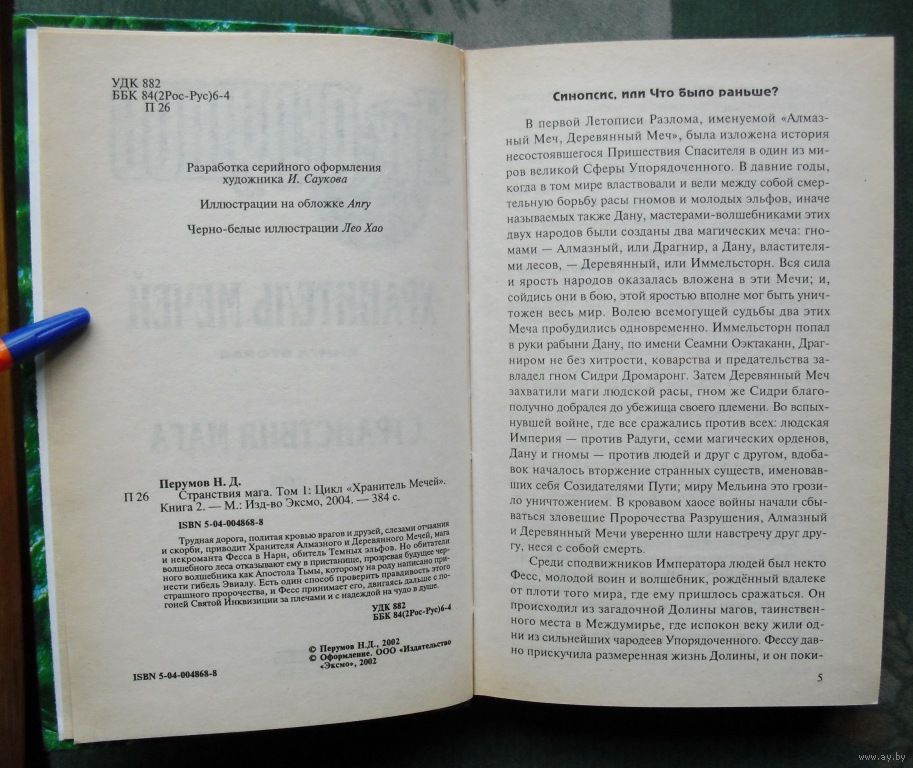 УДК 882
ББК 84(2Рос-Рус)6-4
П 26
Разработка серийного оформления
художника И. Саукова
Иллюстрации на обложке Anry
Черно-белые иллюстрации Лео Хао
Перумов Н. Д.
П 26 Странствия мага. Том 1: Цикл «Хранитель Мечей».
Книга 2. — М.: Изд-во Эксмо, 2004. — 384 с.
ISBN 5-04-004868-8
Трудная дорога, политая кровью врагов и друзей, слезами отчаяния
и скорби, приводит Хранителя Алмазного и Деревянного Мечей, мага
и некроманта Фесса в Нарн, обитель Темных эльфов. Но обитатели
волшебного леса отказывают ему в пристанище, прозревая будущее чер-
ного волшебника как Апостола Тьмы, которому на роду написано при-
нести гибель Эвиалу. Есть один способ проверить правдивость этого
страшного пророчества, и Фесс принимает его, двигаясь дальше с по-
гоней Святой Инквизиции за плечами и с надеждой на чудо в душе.
УДК 882
ББК 84(2Рос-Рус)6-4
© Перумов Н.Д., 2002
© Оформление. ООО «Издательство
«Эксмо», 2002
ISBN 5-04-004868-8
Синопсис, или Что было раньше?
В первой Летописи Разлома, именуемой «Алмаз-
ный Меч, Деревянный Меч», была изложена история
несостоявшегося Пришествия Спасителя в один из ми-
ров великой Сферы Упорядоченного. В давние годы,
когда в том мире властвовали и вели между собой смер-
тельную борьбу расы гномов и молодых эльфов, иначе
называемых также Дану, мастерами-волшебниками этих
двух народов были созданы два магических меча: гно-
мами — Алмазный, или Драгнир, а Дану, властителя-
ми лесов, — Деревянный, или Иммельсторн. Вся сила
и ярость народов оказалась вложена в эти Мечи; и,
сойдись они в бою, этой яростью вполне мог быть унич-
тожен весь мир. Волею всемогущей судьбы два этих
Меча пробудились одновременно. Иммельсторн попал
в руки рабыни Дану, по имени Сеамни Оэктаканн, Драг-
ниром не без хитрости, коварства и предательства за-
владел гном Сидри Дромаронг. Затем Деревянный Меч
захватили маги людской расы, гном же Сидри благо-
получно добрался до убежища своего племени. Во вспых-
нувшей войне, где все сражались против всех: людская
Империя — против Радуги, семи магических орденов,
Дану и гномы — против людей и друг с другом, вдоба-
вок началось вторжение странных существ, именовав-
ших себя Созидателями Пути; миру Мельина это грози-
ло уничтожением. В кровавом хаосе войны начали сбы-
ваться зловещие Пророчества Разрушения, Алмазный
и Деревянный Мечи уверенно шли навстречу друг дру-
гу, неся с собой смерть.
Среди сподвижников Императора людей был некто
Фесс, молодой воин и волшебник, рождённый вдалеке
от плоти того мира, где ему пришлось сражаться. Он
происходил из загадочной Долины магов, таинствен-
ного места в Междумирье, где испокон веку жили од-
ни из сильнейших чародеев Упорядоченного. Фессу дав-
но прискучила размеренная жизнь Долины, и он поки-
5
www.ay.by